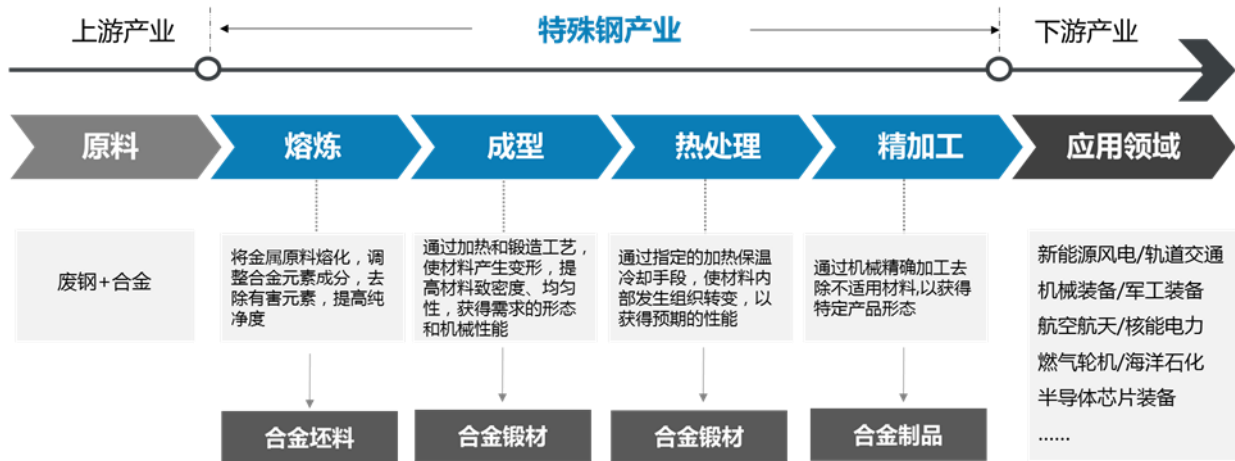 上游产业
特殊钢产业
下游产业
原料
熔炼
成型
热处理
精加工
应用领域
废钢+合金
将金属原料熔化，调
整合金元素成分，去
除有害元素，提高纯
净度
通过加热和锻造工艺，
使材料产生变形，提
高材料致密度、均匀
性，获得需求的形态
和机械性能
通过指定的加热保温
冷却手段，使材料内
部发生组织转变，以
获得预期的性能
通过机械精确加工去
除不适用材料,以获得
特定产品形态
新能源风电/轨道交通
机械装备/军工装备
航空航天/核能电力
燃气轮机/海洋石化
半导体芯片装备
......
合金坯料
合金锻材
合金锻材
合金制品